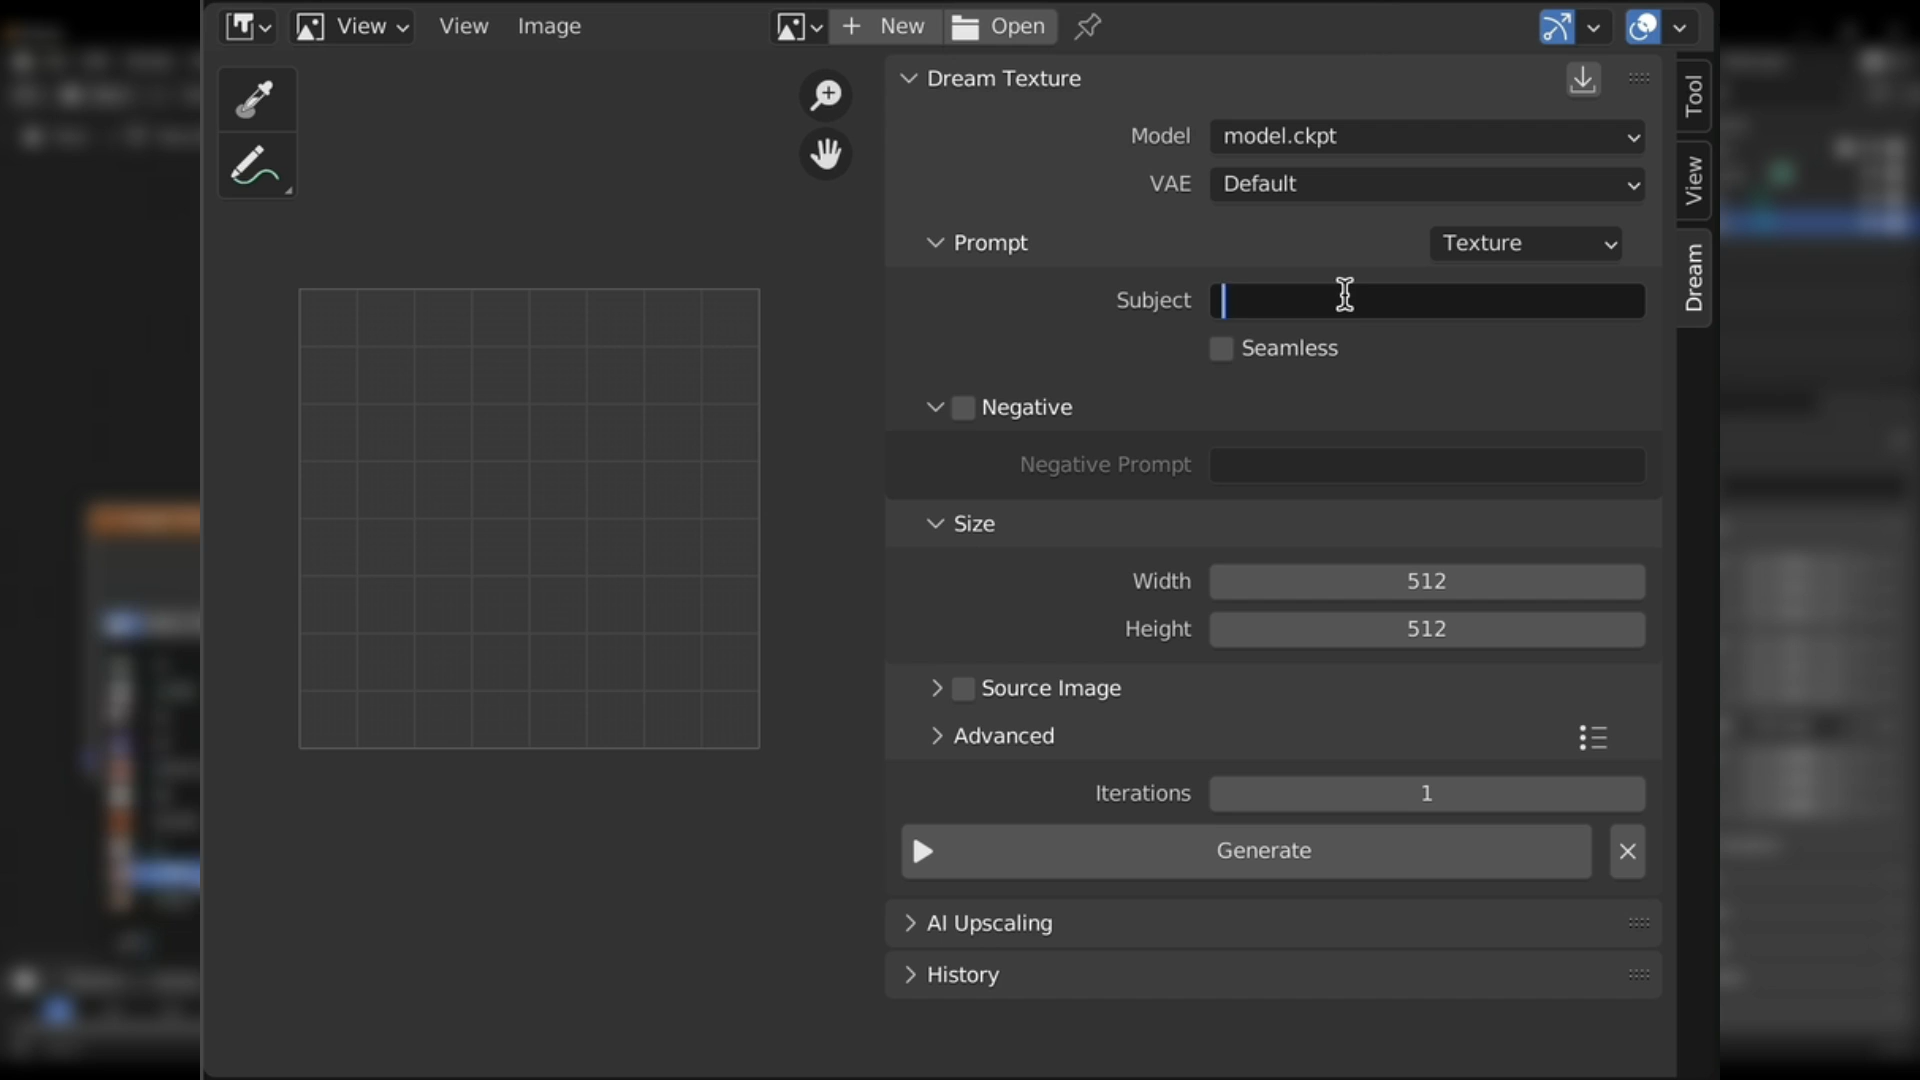 View View Image New Open
Dream Texture
Model model.ckpt
VAE Default
Prompt Texture
Subject
Seamless
Negative
Negative Prompt
Size
Width 512
Height 512
Source Image
Advanced
Iterations 1
Generate
AI Upscaling
History
Tool
View
Dream